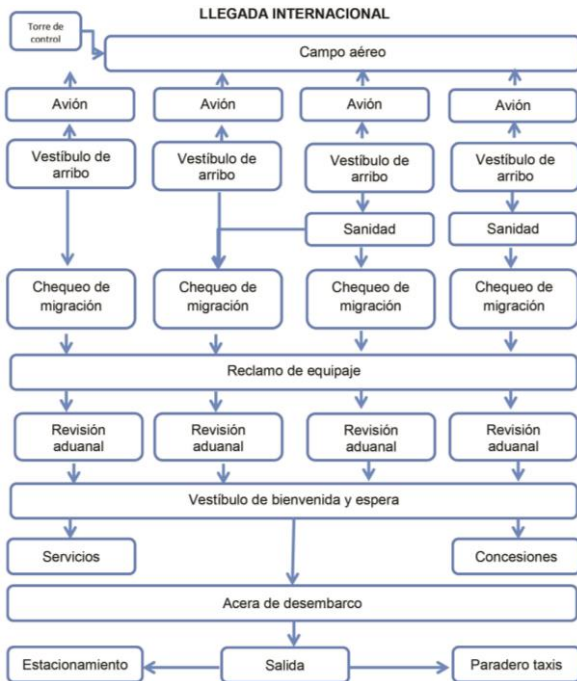 LLEGADA INTERNACIONAL
Torre de
control
Campo aéreo
Avión
Avión
Avión
Avión
Vestíbulo de
arribo
Vestíbulo de
arribo
Vestíbulo de
arribo
Vestíbulo de
arribo
Sanidad
Sanidad
Chequeo de
migración
Chequeo de
migración
Chequeo de
migración
Chequeo de
migración
Reclamo de equipaje
Revisión
aduanal
Revisión
aduanal
Revisión
aduanal
Revisión
aduanal
Vestíbulo de bienvenida y espera
Servicios
Concesiones
Acera de desembarco
Estacionamiento
Salida
Paradero taxis